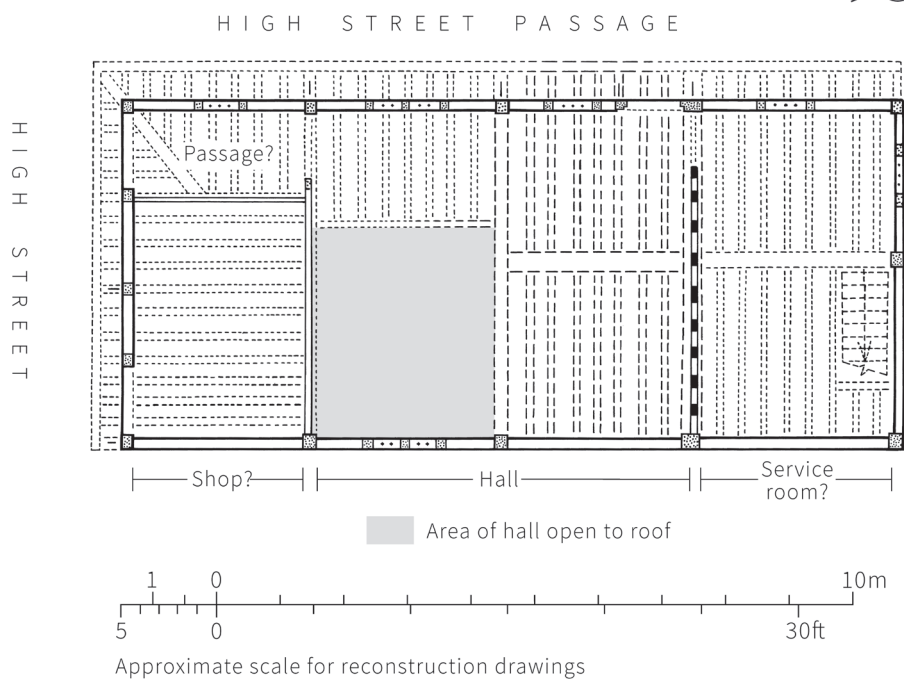 HIGH STREET PASSAGE
HIGH STREET
Passage?
Shop?
Hall
Service
room?
Area of hall open to roof
1 0 10m
5 0 30ft
Approximate scale for reconstruction drawings